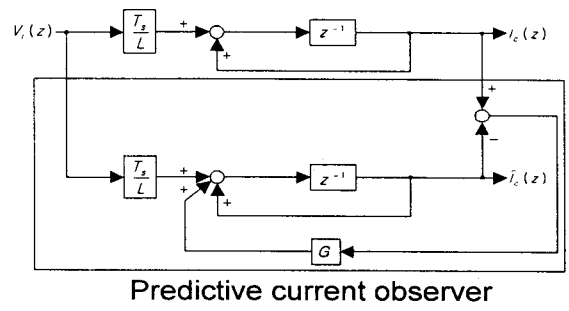 V_r(z) T_s/L + + z⁻¹ i_c(z)
+
−
T_s/L + + + z⁻¹ î_c(z)
G
Predictive current observer